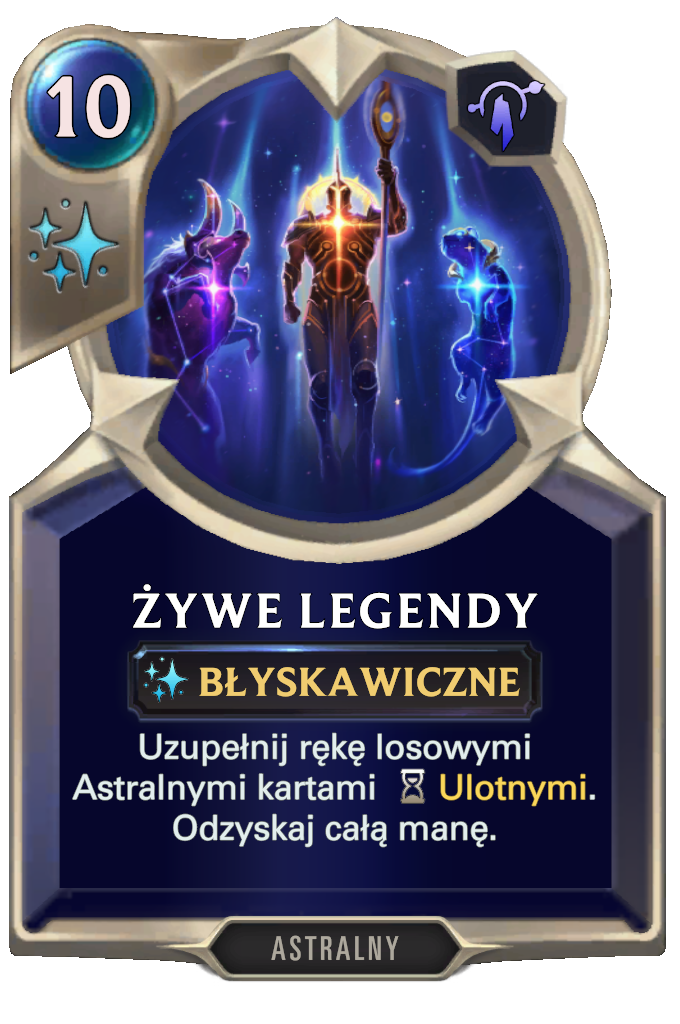 10
ŻYWE LEGENDY
BŁYSKAWICZNE
Uzupełnij rękę losowymi
Astralnymi kartami Ulotnymi.
Odzyskaj całą manę.
ASTRALNY